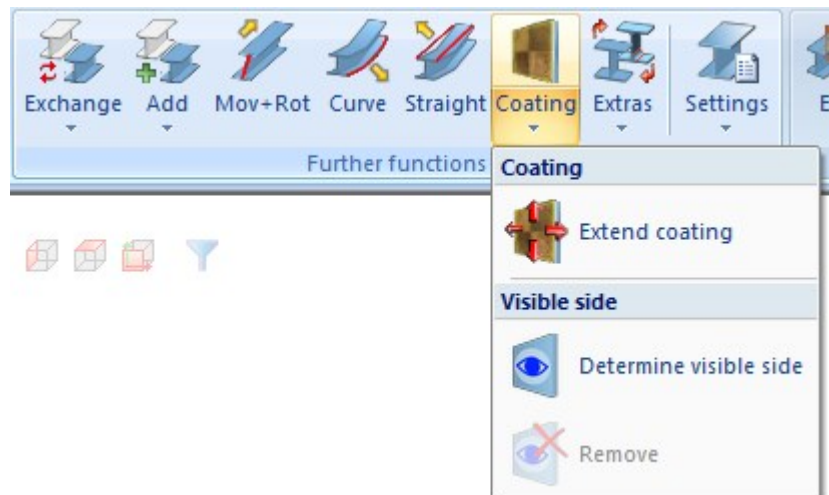 Exchange Add Mov+Rot Curve Straight Coating Extras Settings E
Further functions
Coating
Extend coating
Visible side
Determine visible side
Remove